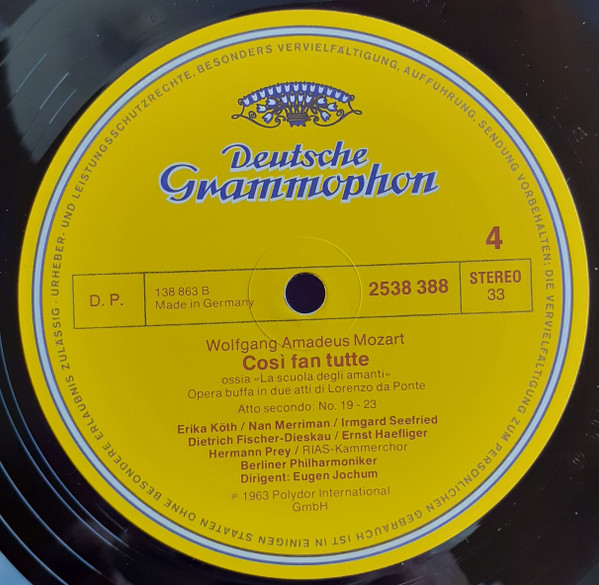 URHEBER- UND LEISTUNGSSCHUTZRECHTE, BESONDERS VERVIELFÄLTIGUNG, AUFFÜHRUNG, SENDUNG VORBEHALTEN; DIE VERVIELFÄLTIGUNG ZUM PERSÖNLICHEN GEBRAUCH IST IN EINIGEN STAATEN OHNE BESONDERE ERLAUBNIS ZULÄSSIG -
Deutsche
Grammophon
4
D. P.
138 863 B
Made in Germany
2538 388
STEREO
33
Wolfgang Amadeus Mozart
Così fan tutte
ossia «La scuola degli amanti»
Opera buffa in due atti di Lorenzo da Ponte
Atto secondo: No. 19 - 23
Erika Köth / Nan Merriman / Irmgard Seefried
Dietrich Fischer-Dieskau / Ernst Haefliger
Hermann Prey / RIAS-Kammerchor
Berliner Philharmoniker
Dirigent: Eugen Jochum
℗ 1963 Polydor International
GmbH